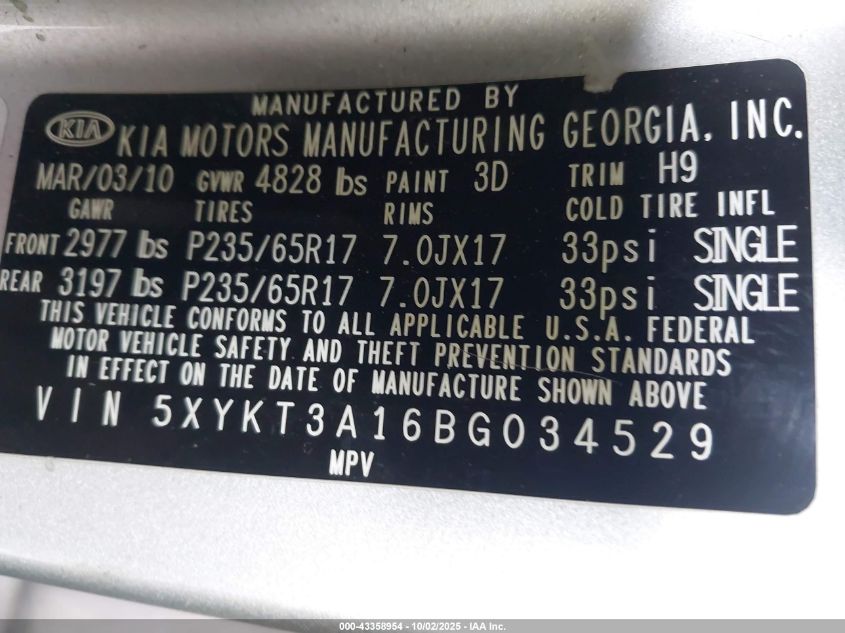 MANUFACTURED BY
KIA KIA MOTORS MANUFACTURING GEORGIA, INC.
MAR/03/10 GVWR 4828 lbs PAINT 3D TRIM H9
GAWR TIRES RIMS COLD TIRE INFL
FRONT 2977 lbs P235/65R17 7.0JX17 33psi SINGLE
REAR 3197 lbs P235/65R17 7.0JX17 33psi SINGLE
THIS VEHICLE CONFORMS TO ALL APPLICABLE U.S.A. FEDERAL
MOTOR VEHICLE SAFETY AND THEFT PREVENTION STANDARDS
IN EFFECT ON THE DATE OF MANUFACTURE SHOWN ABOVE
VIN 5XYKT3A16BG034529
MPV
000-43358954 - 10/02/2025 - IAA Inc.